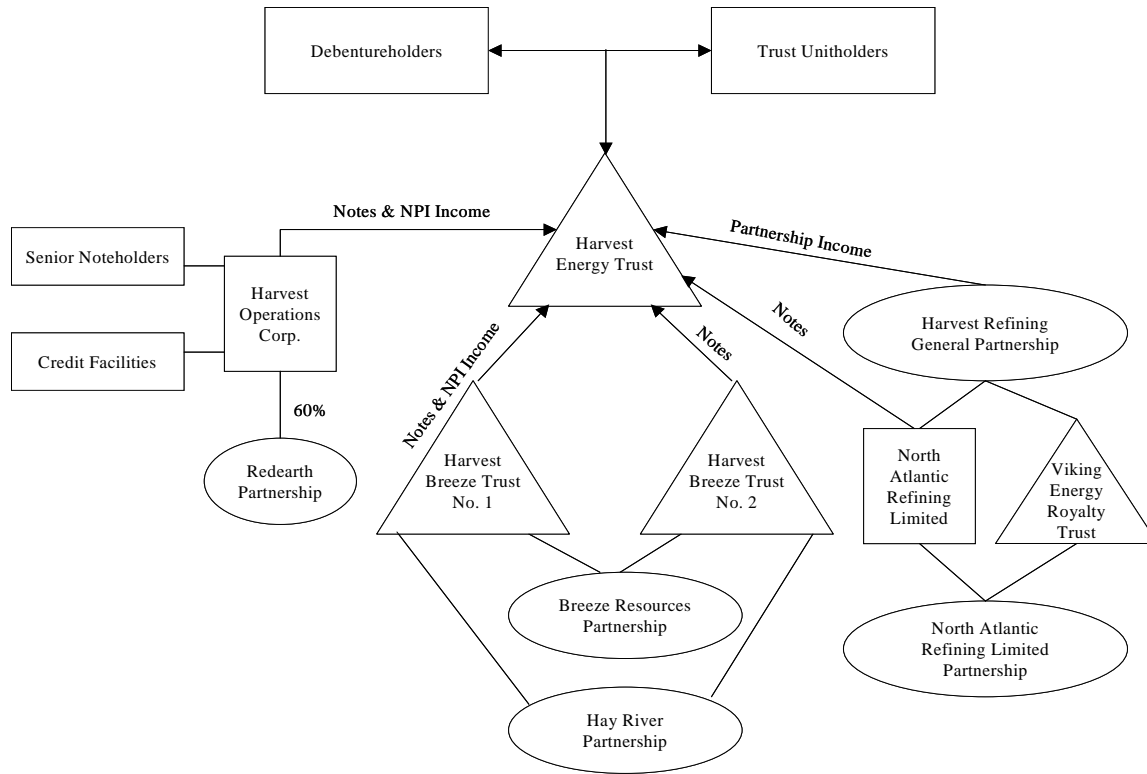 Debentureholders
Trust Unitholders
Notes & NPI Income
Partnership Income
Senior Noteholders
Harvest
Energy Trust
Harvest
Operations
Corp.
Notes
Harvest Refining
General Partnership
Credit Facilities
Notes & NPI Income
Notes
60%
Redearth
Partnership
Harvest
Breeze Trust
No. 1
Harvest
Breeze Trust
No. 2
North
Atlantic
Refining
Limited
Viking
Energy
Royalty
Trust
Breeze Resources
Partnership
North Atlantic
Refining Limited
Partnership
Hay River
Partnership